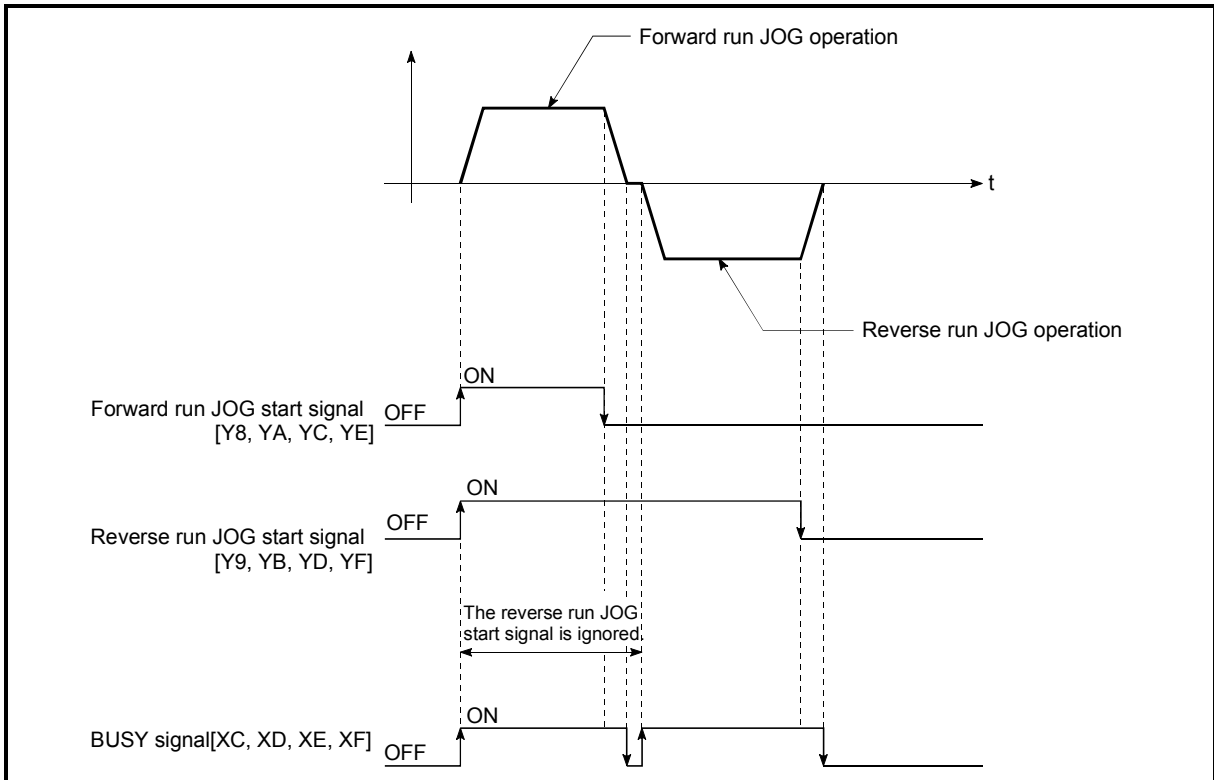 Forward run JOG operation
t
Reverse run JOG operation
ON
Forward run JOG start signal OFF
[Y8, YA, YC, YE]
ON
OFF
Reverse run JOG start signal
[Y9, YB, YD, YF]
The reverse run JOG
start signal is ignored.
ON
BUSY signal[XC, XD, XE, XF] OFF